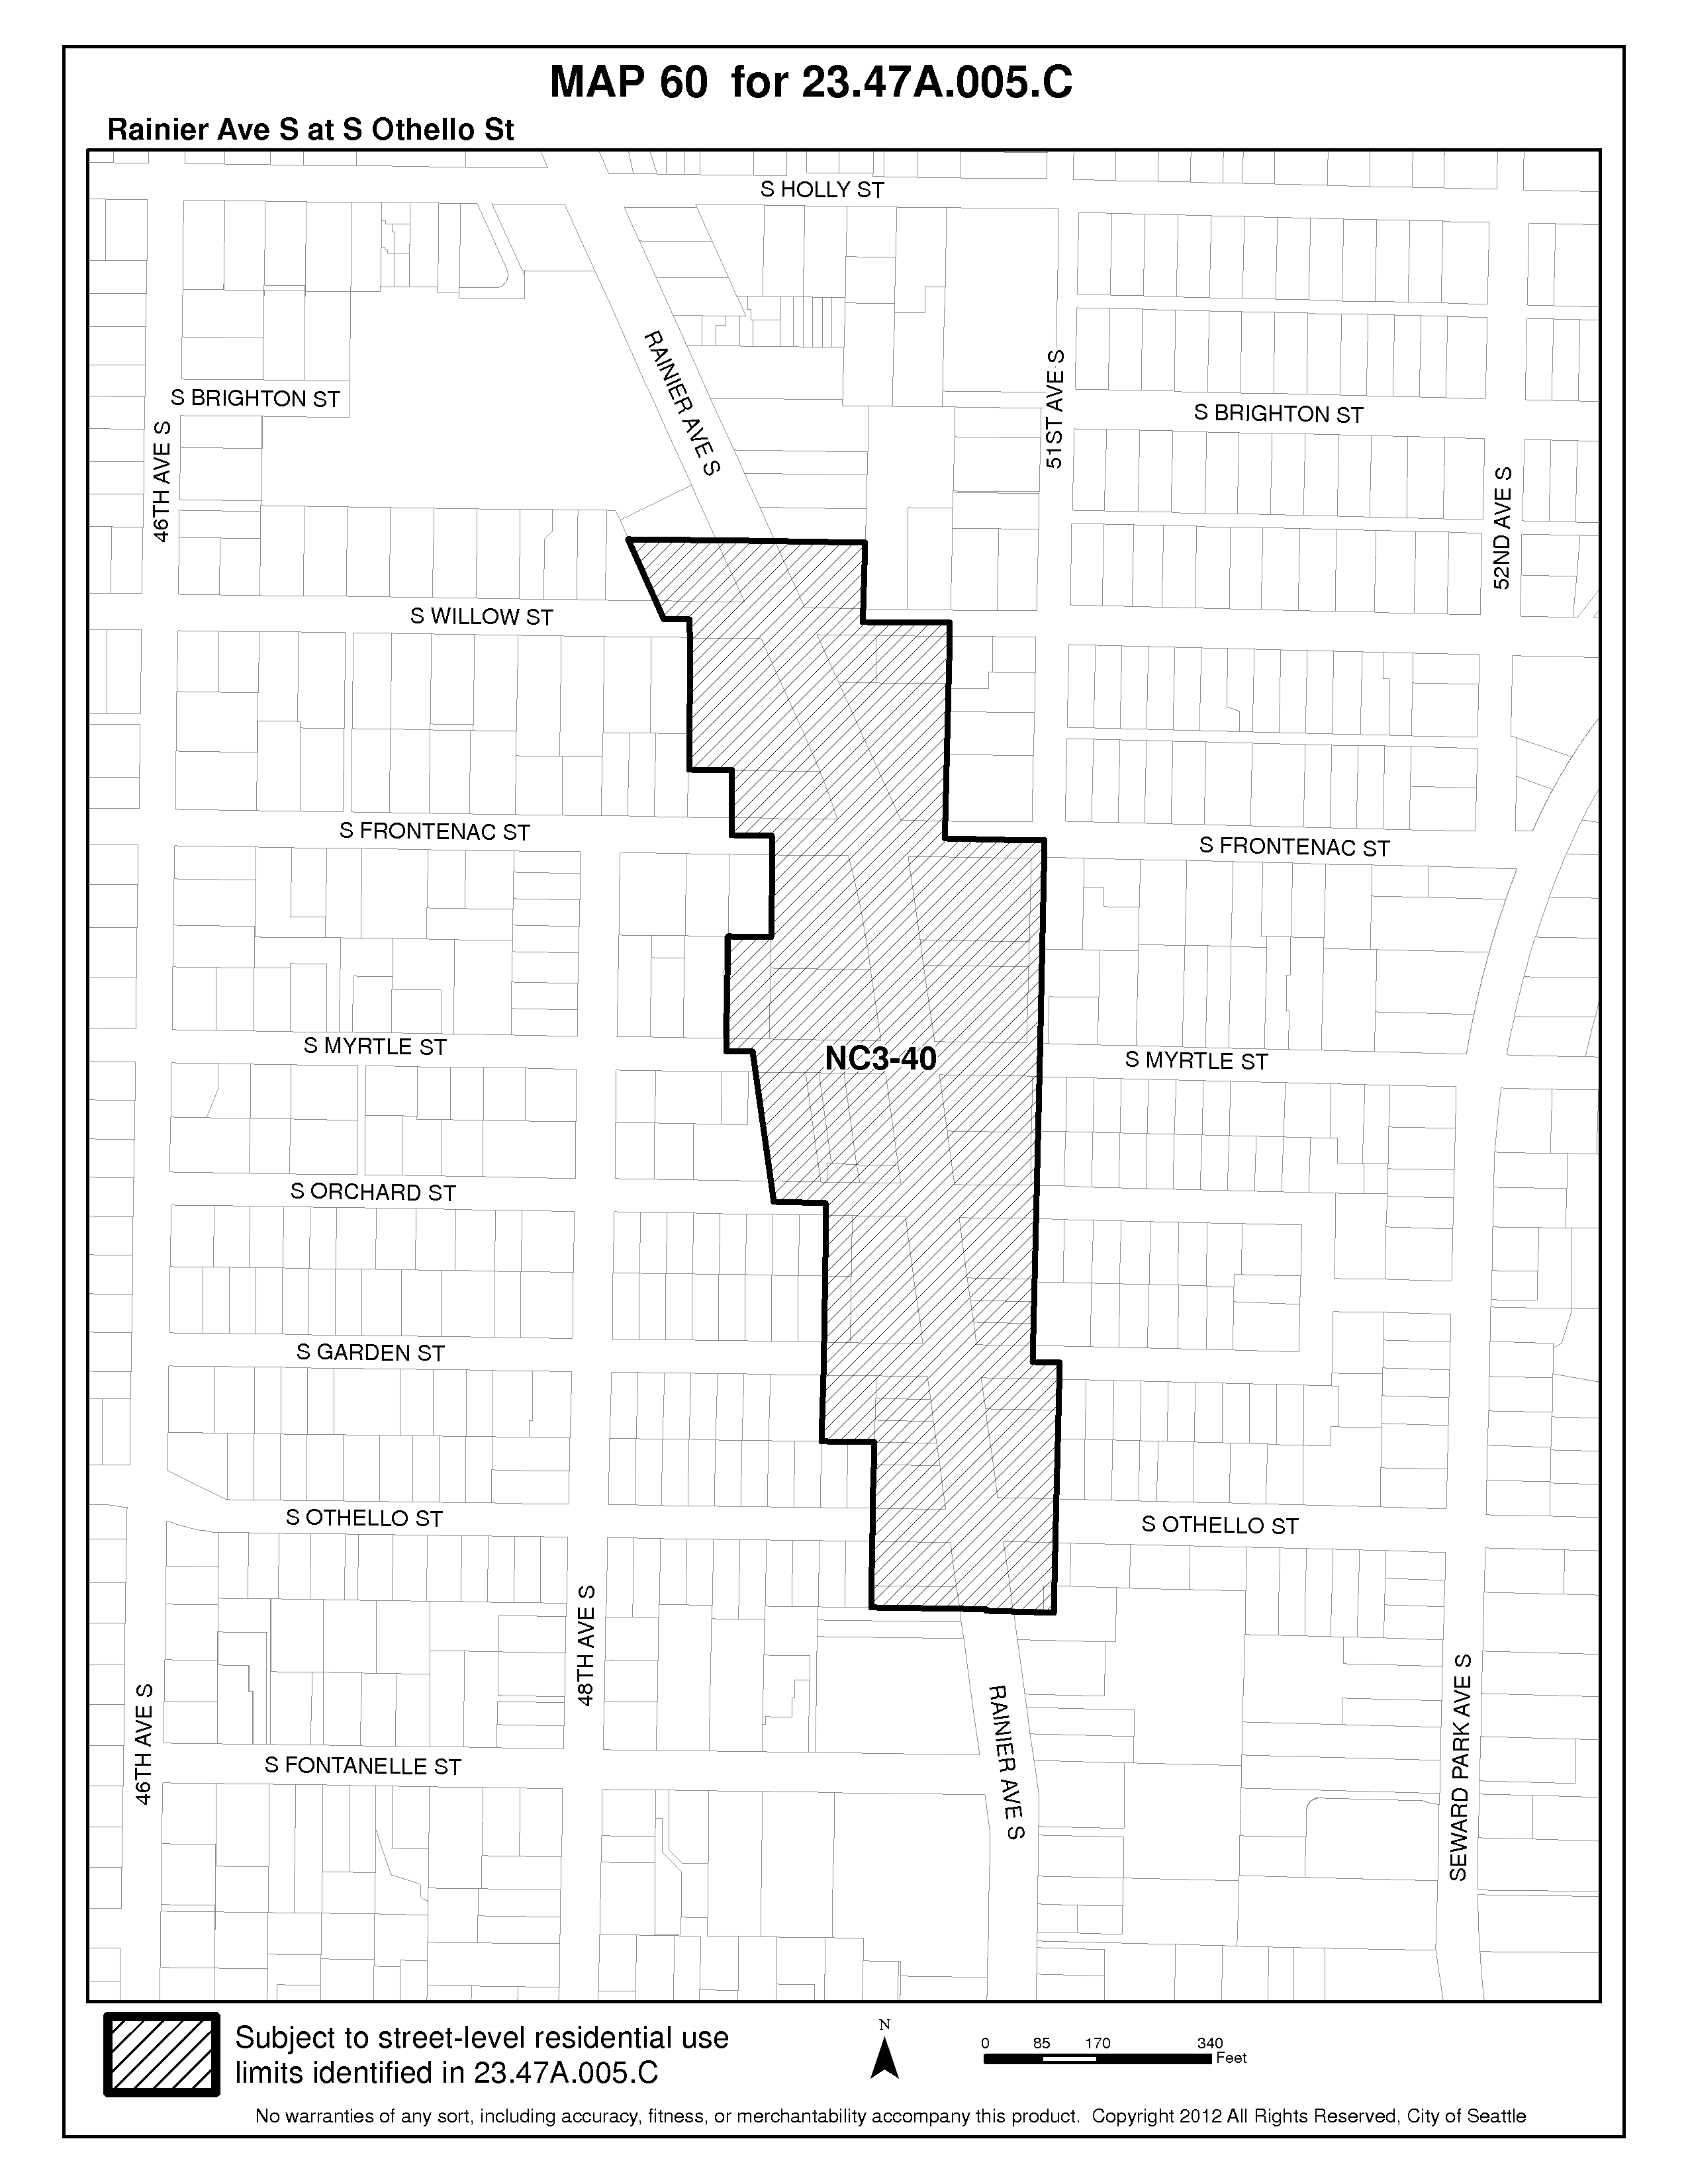 MAP 60 for 23.47A.005.C
Rainier Ave S at S Othello St
S HOLLY ST
RAINIER AVE S
51ST AVE S
S BRIGHTON ST
S BRIGHTON ST
46TH AVE S
52ND AVE S
S WILLOW ST
S FRONTENAC ST
S FRONTENAC ST
S MYRTLE ST
NC3-40
S MYRTLE ST
S ORCHARD ST
S GARDEN ST
S OTHELLO ST
S OTHELLO ST
48TH AVE S
46TH AVE S
RAINIER AVE S
SEWARD PARK AVE S
S FONTANELLE ST
Subject to street-level residential use
limits identified in 23.47A.005.C
N
0 85 170 340
Feet
No warranties of any sort, including accuracy, fitness, or merchantability accompany this product. Copyright 2012 All Rights Reserved, City of Seattle